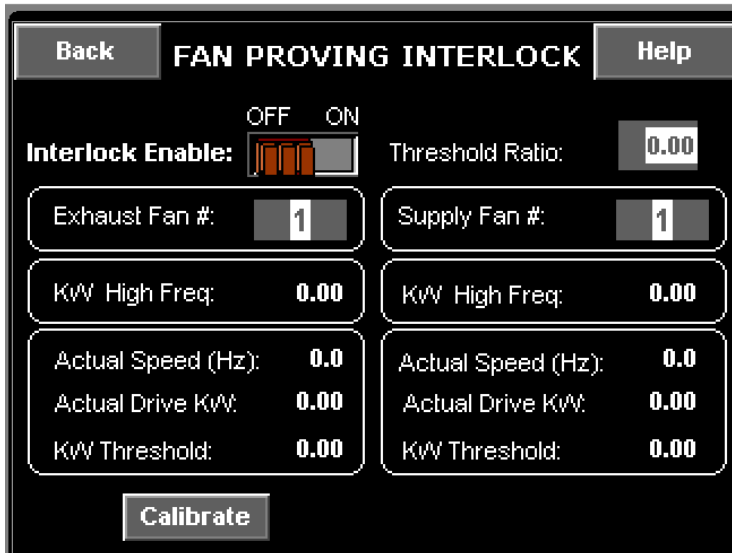 Back FAN PROVING INTERLOCK Help
OFF ON
Interlock Enable: Threshold Ratio: 0.00
Exhaust Fan #: 1 Supply Fan #: 1
KW High Freq: 0.00 KW High Freq: 0.00
Actual Speed (Hz): 0.0 Actual Speed (Hz): 0.0
Actual Drive KW: 0.00 Actual Drive KW: 0.00
KW Threshold: 0.00 KW Threshold: 0.00
Calibrate